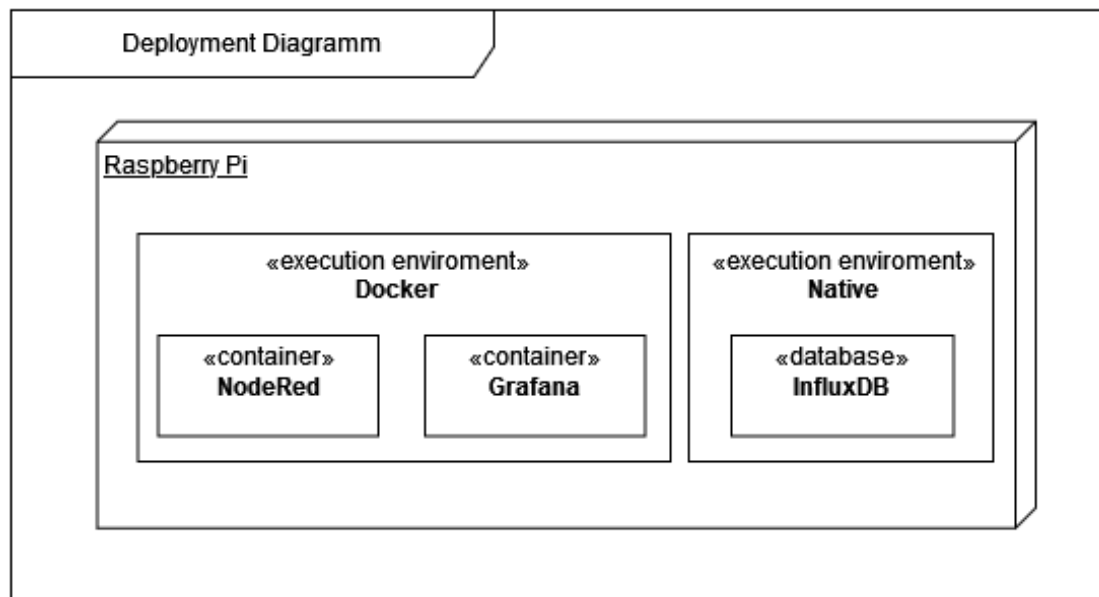 Deployment Diagramm
Raspberry Pi
«execution enviroment»
Docker
«container»
NodeRed
«container»
Grafana
«execution enviroment»
Native
«database»
InfluxDB